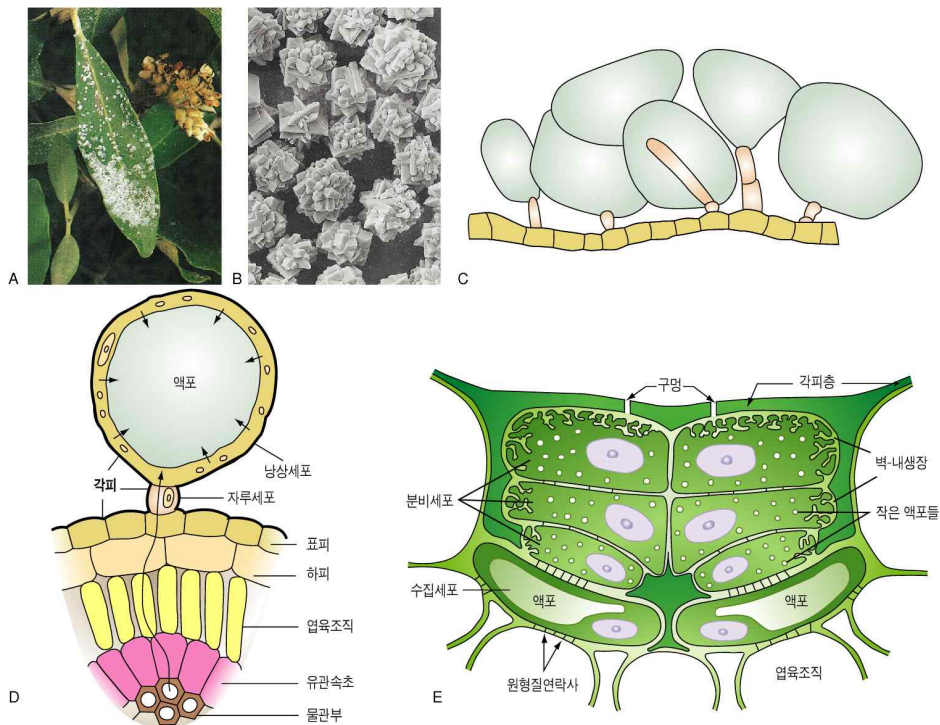 A
B
C
액포
낭상세포
각피
자루세포
표피
하피
엽육조직
유관속초
물관부
D
구멍
각피층
벽-내생장
분비세포
작은 액포들
수집세포
액포
액포
원형질연락사
엽육조직
E